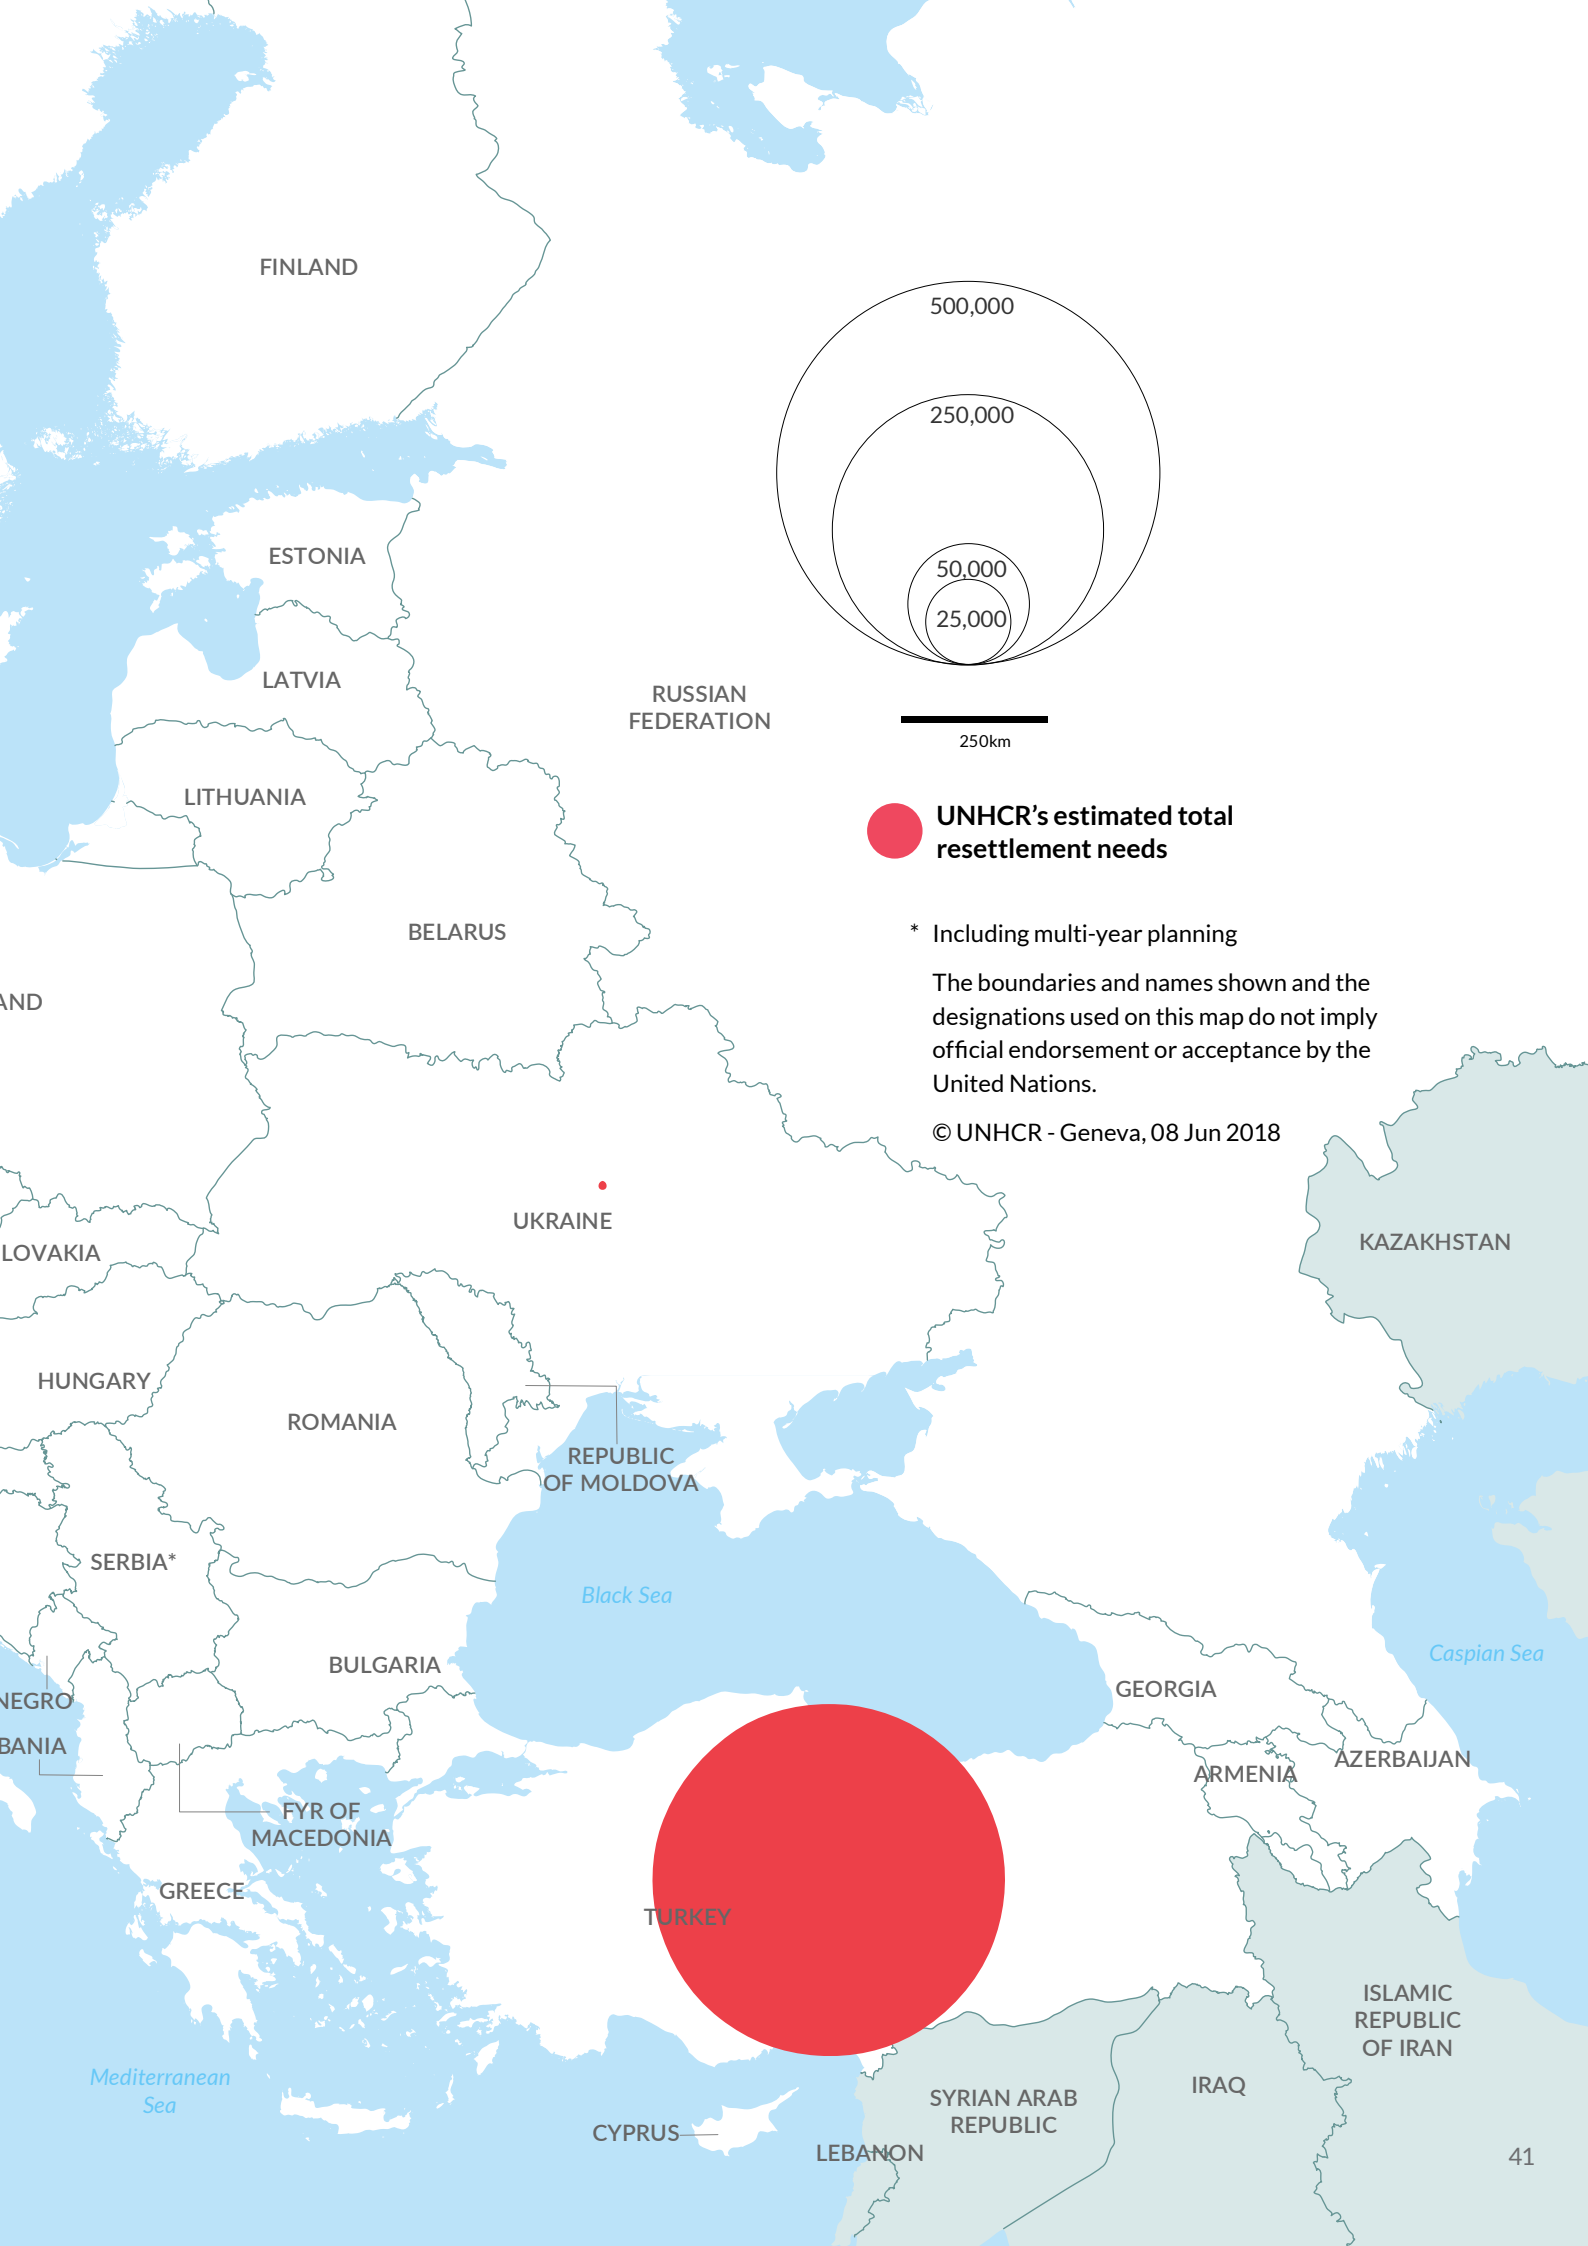 FINLAND
500,000
250,000
ESTONIA
50,000
25,000
LATVIA
RUSSIAN
FEDERATION
250km
LITHUANIA
UNHCR’s estimated total
resettlement needs
BELARUS
* Including multi-year planning
AND
The boundaries and names shown and the
designations used on this map do not imply
official endorsement or acceptance by the
United Nations.
© UNHCR - Geneva, 08 Jun 2018
UKRAINE
KAZAKHSTAN
LOVAKIA
HUNGARY
ROMANIA
REPUBLIC
OF MOLDOVA
SERBIA*
Black Sea
BULGARIA
Caspian Sea
GEORGIA
NEGRO
BANIA
AZERBAIJAN
ARMENIA
FYR OF
MACEDONIA
GREECE
TURKEY
ISLAMIC
REPUBLIC
OF IRAN
Mediterranean
Sea
IRAQ
SYRIAN ARAB
REPUBLIC
CYPRUS
LEBANON
41